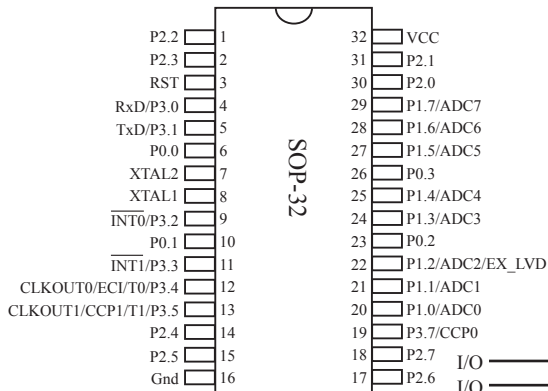 P2.2 1 32 VCC
P2.3 2 31 P2.1
RST 3 30 P2.0
RxD/P3.0 4 29 P1.7/ADC7
TxD/P3.1 5 28 P1.6/ADC6
P0.0 6 27 P1.5/ADC5
XTAL2 7 26 P0.3
XTAL1 8 25 P1.4/ADC4
INT0/P3.2 9 24 P1.3/ADC3
P0.1 10 23 P0.2
INT1/P3.3 11 22 P1.2/ADC2/EX_LVD
CLKOUT0/ECI/T0/P3.4 12 21 P1.1/ADC1
CLKOUT1/CCP1/T1/P3.5 13 20 P1.0/ADC0
P2.4 14 19 P3.7/CCP0
P2.5 15 18 P2.7
Gnd 16 17 P2.6
SOP-32
I/O
I/O